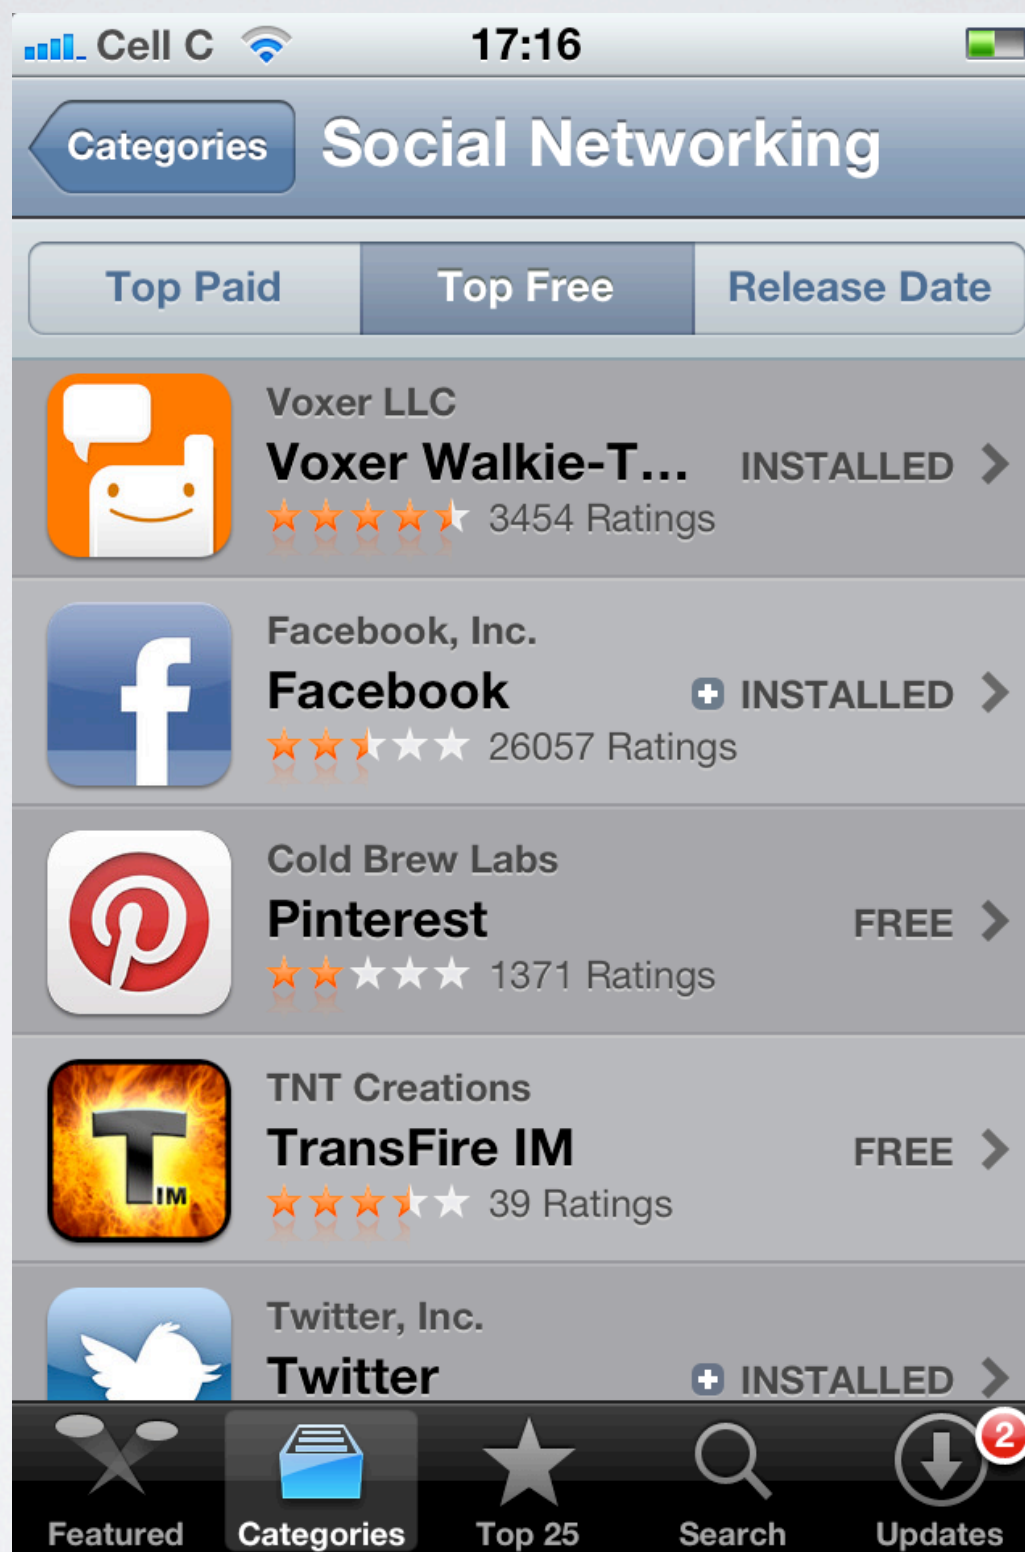 Cell C 17:16
Categories Social Networking
Top Paid Top Free Release Date
Voxer LLC
Voxer Walkie-T... INSTALLED
3454 Ratings
Facebook, Inc.
Facebook INSTALLED
26057 Ratings
Cold Brew Labs
Pinterest FREE
1371 Ratings
TNT Creations
TransFire IM FREE
39 Ratings
T IM
Twitter, Inc.
Twitter INSTALLED
2
Featured Categories Top 25 Search Updates